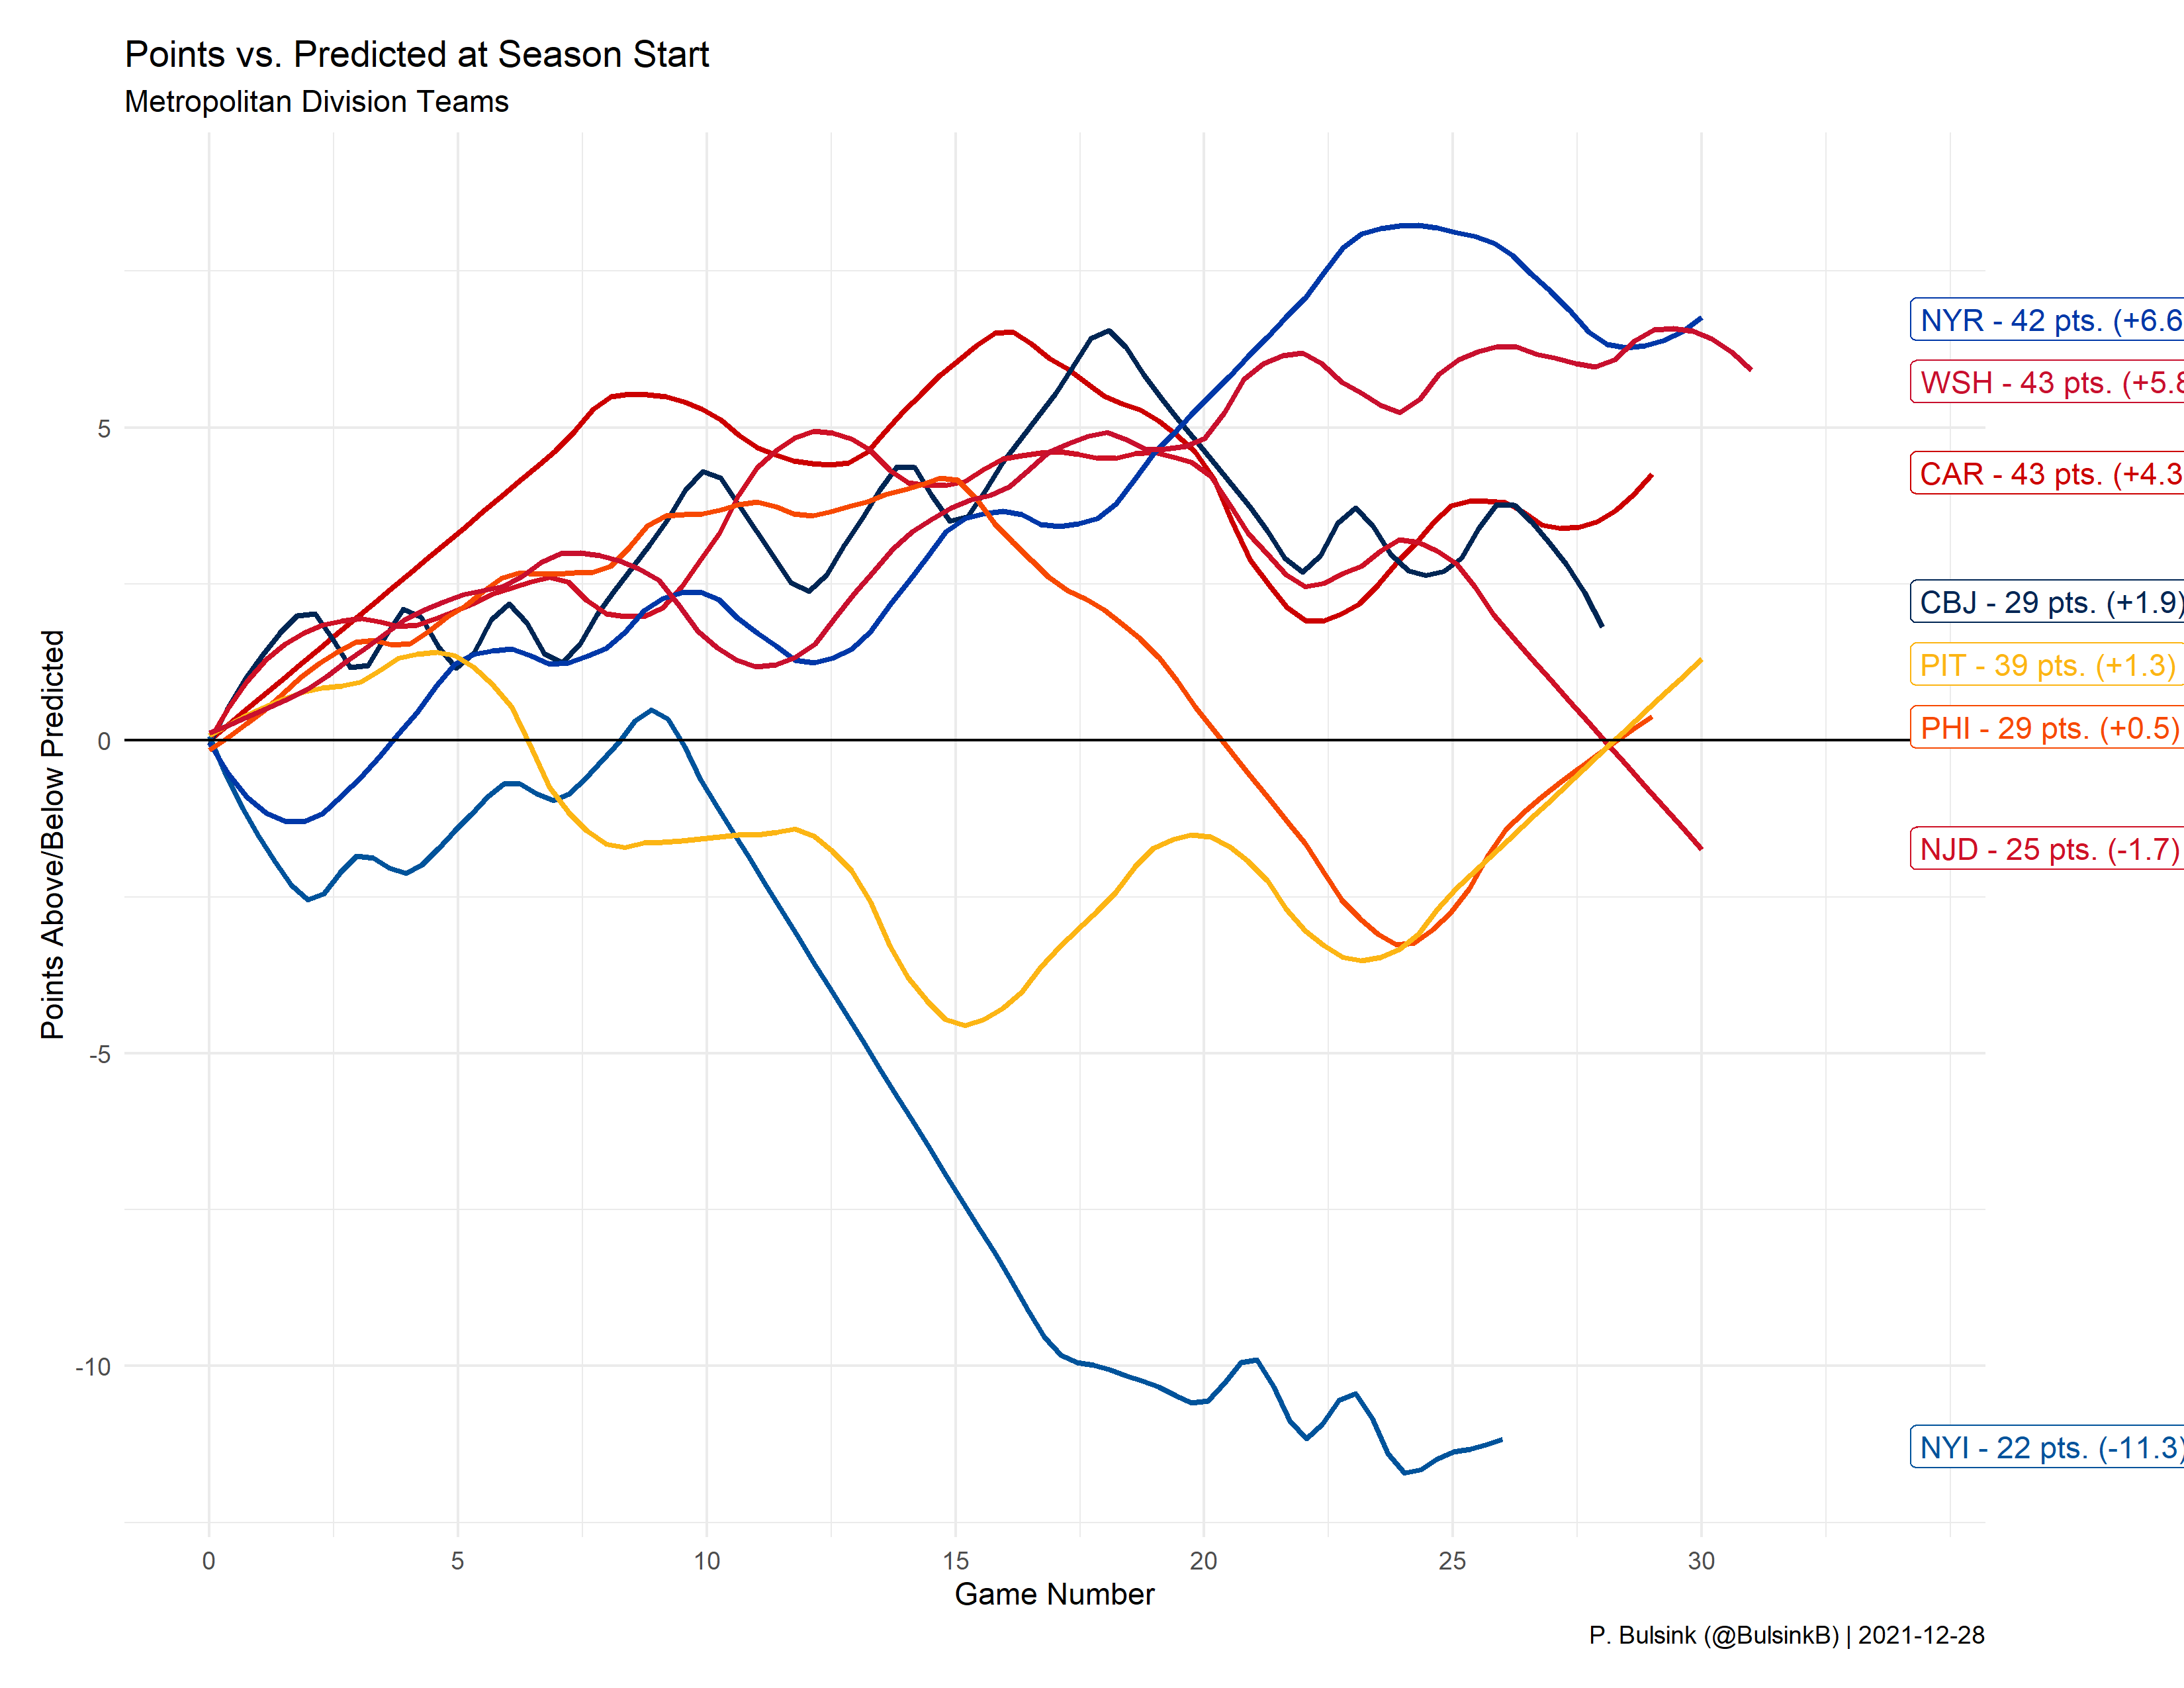 Points vs. Predicted at Season Start
Metropolitan Division Teams
Points Above/Below Predicted
5
0
-5
-10
NYR - 42 pts. (+6.6
WSH - 43 pts. (+5.8
CAR - 43 pts. (+4.3
CBJ - 29 pts. (+1.9)
PIT - 39 pts. (+1.3)
PHI - 29 pts. (+0.5)
NJD - 25 pts. (-1.7)
NYI - 22 pts. (-11.3)
0 5 10 15 20 25 30
Game Number
P. Bulsink (@BulsinkB) | 2021-12-28